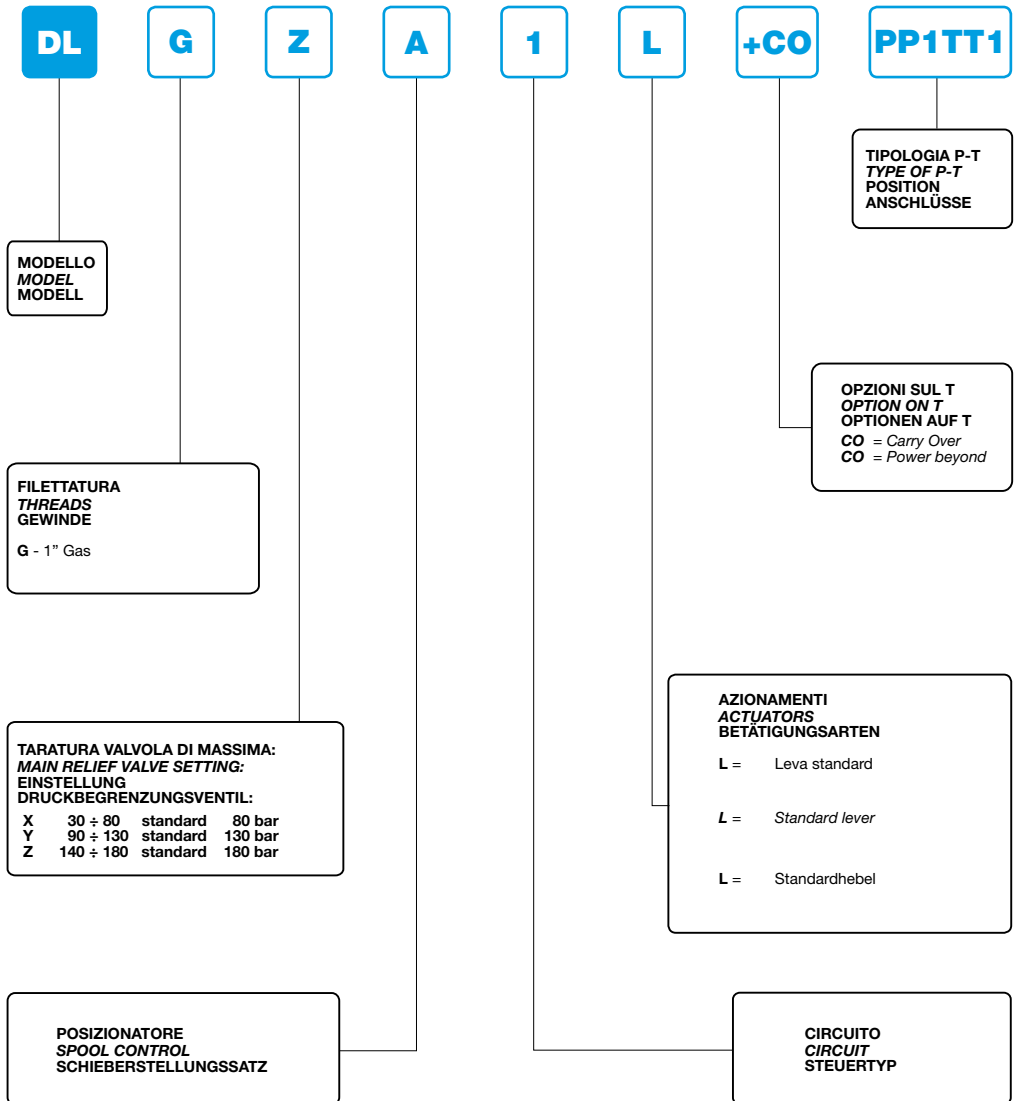 DL G Z A 1 L +CO PP1TT1
TIPOLOGIA P-T
TYPE OF P-T
POSITION
ANSCHLÜSSE
MODELLO
MODEL
MODELL
OPZIONI SUL T
OPTION ON T
OPTIONEN AUF T
CO = Carry Over
CO = Power beyond
FILETTATURA
THREADS
GEWINDE
G - 1” Gas
AZIONAMENTI
ACTUATORS
BETÄTIGUNGSARTEN
L = Leva standard
L = Standard lever
L = Standardhebel
TARATURA VALVOLA DI MASSIMA:
MAIN RELIEF VALVE SETTING:
EINSTELLUNG
DRUCKBEGRENZUNGSVENTIL:
X 30 ÷ 80 standard 80 bar
Y 90 ÷ 130 standard 130 bar
Z 140 ÷ 180 standard 180 bar
POSIZIONATORE
SPOOL CONTROL
SCHIEBERSTELLUNGSSATZ
CIRCUITO
CIRCUIT
STEUERTYP